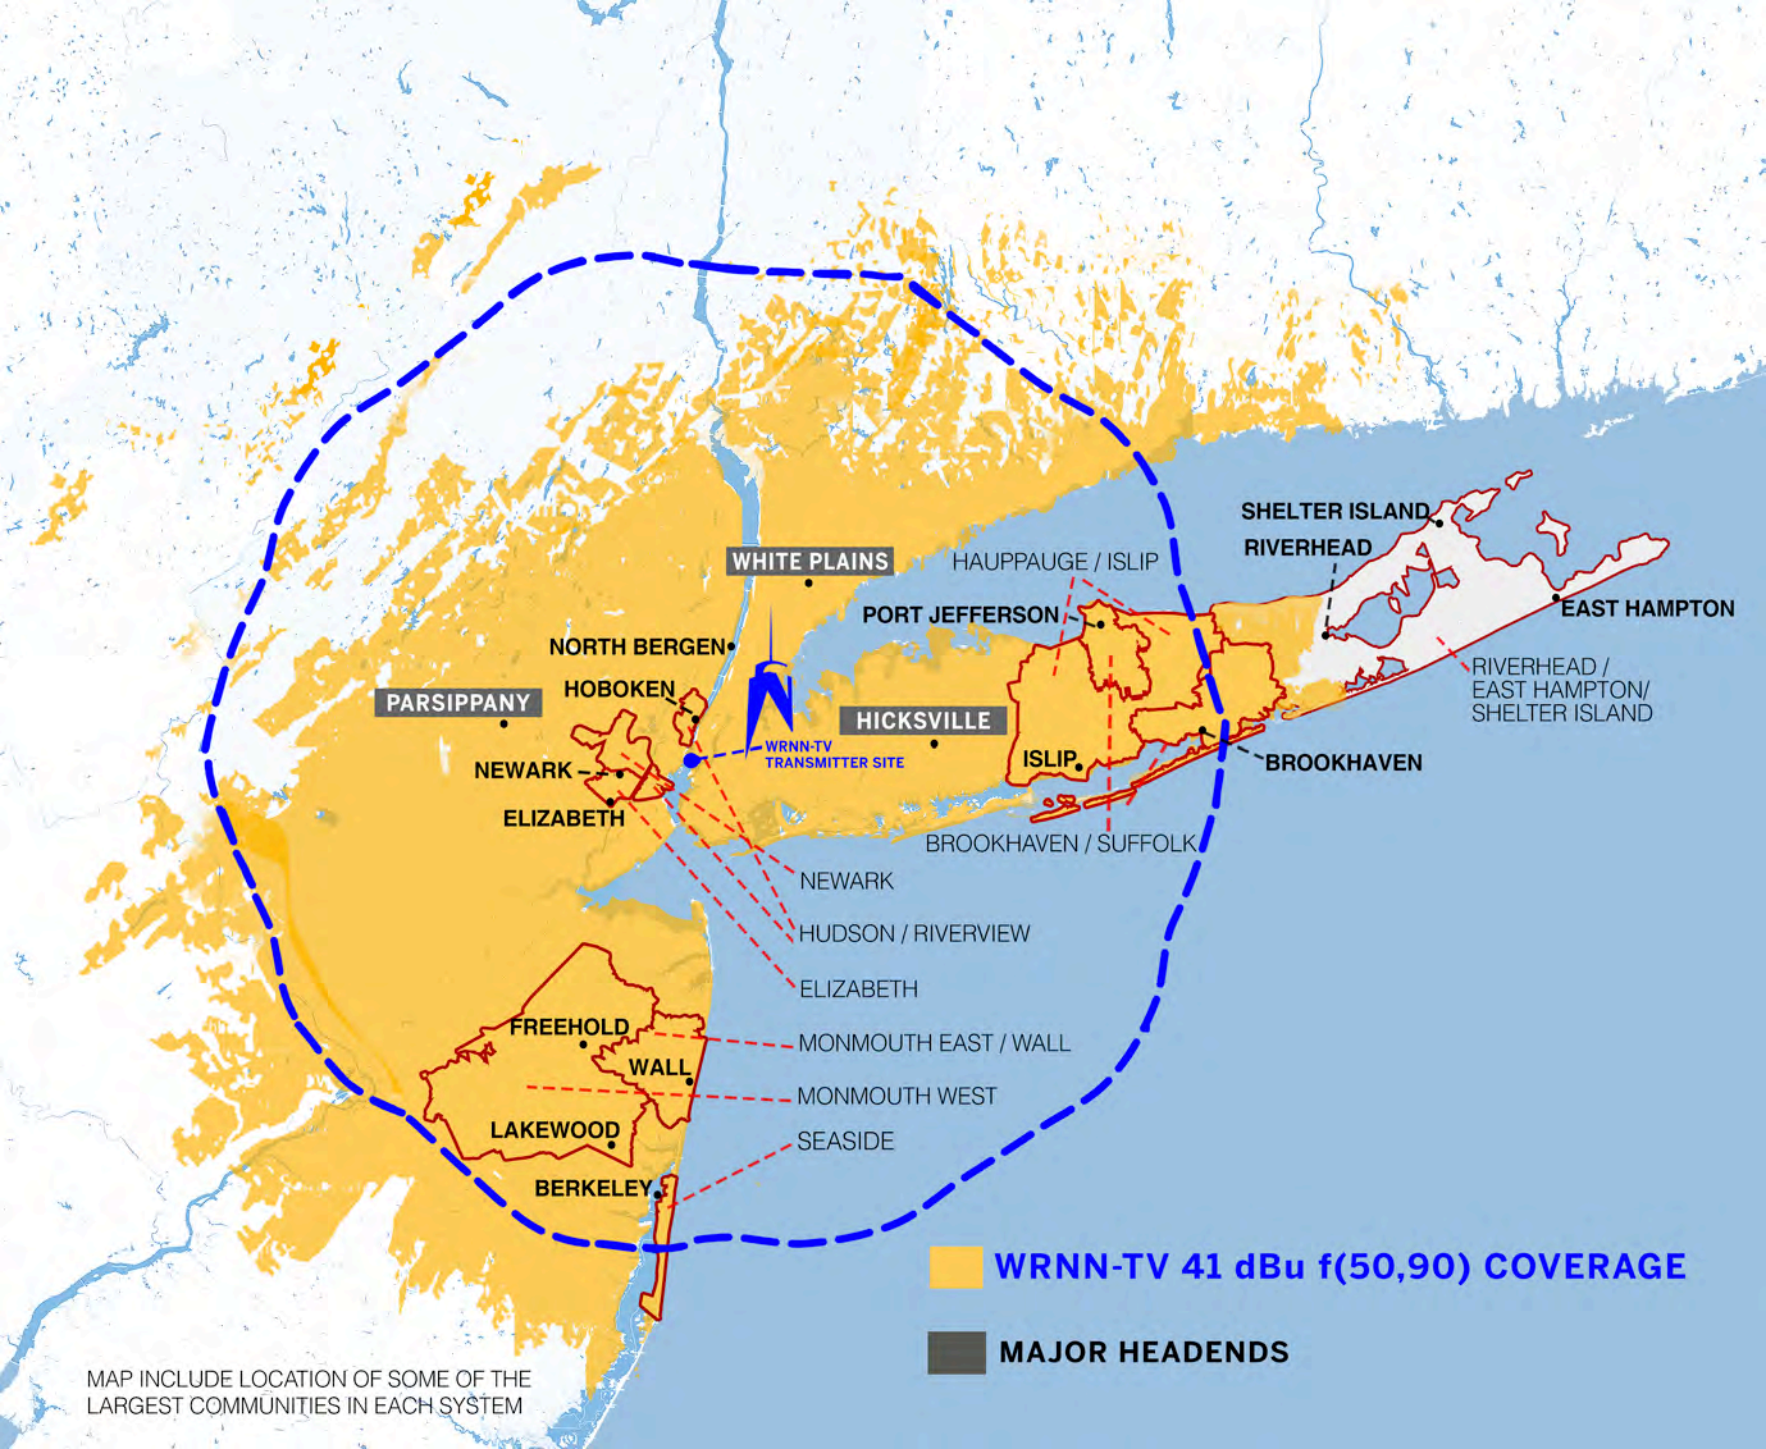 SHELTER ISLAND
RIVERHEAD
HAUPPAUGE / ISLIP
WHITE PLAINS
EAST HAMPTON
PORT JEFFERSON
NORTH BERGEN
RIVERHEAD /
EAST HAMPTON/
SHELTER ISLAND
HOBOKEN
PARSIPPANY
HICKSVILLE
WRNN-TV
TRANSMITTER SITE
ISLIP
BROOKHAVEN
NEWARK
ELIZABETH
BROOKHAVEN / SUFFOLK
NEWARK
HUDSON / RIVERVIEW
ELIZABETH
FREEHOLD
MONMOUTH EAST / WALL
WALL
MONMOUTH WEST
LAKEWOOD
SEASIDE
BERKELEY
WRNN-TV 41 dBu f(50,90) COVERAGE
MAJOR HEADENDS
MAP INCLUDE LOCATION OF SOME OF THE
LARGEST COMMUNITIES IN EACH SYSTEM